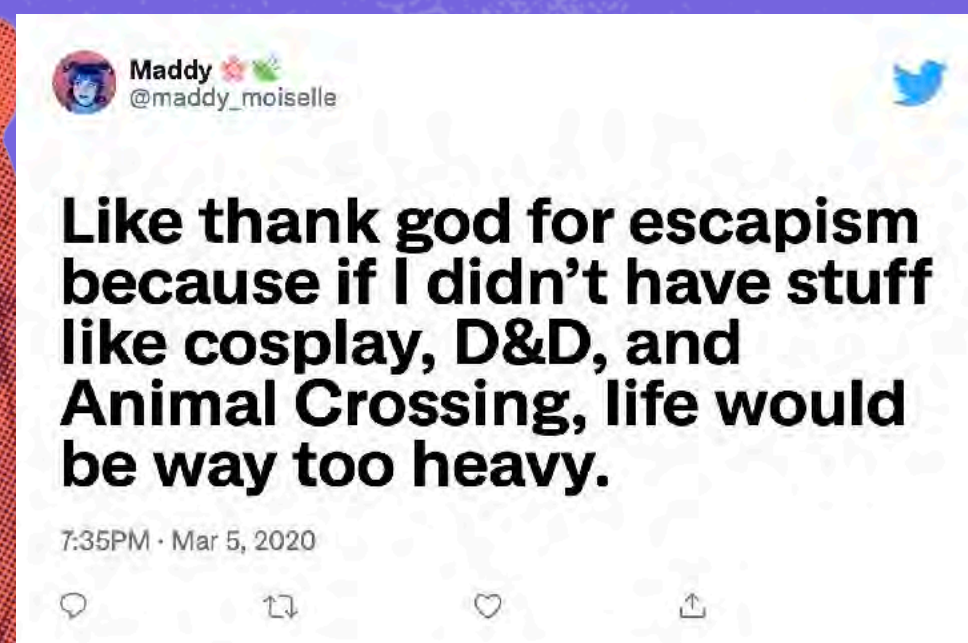 Maddy
@maddy_moiselle
Like thank god for escapism
because if I didn’t have stuff
like cosplay, D&D, and
Animal Crossing, life would
be way too heavy.
7:35PM · Mar 5, 2020